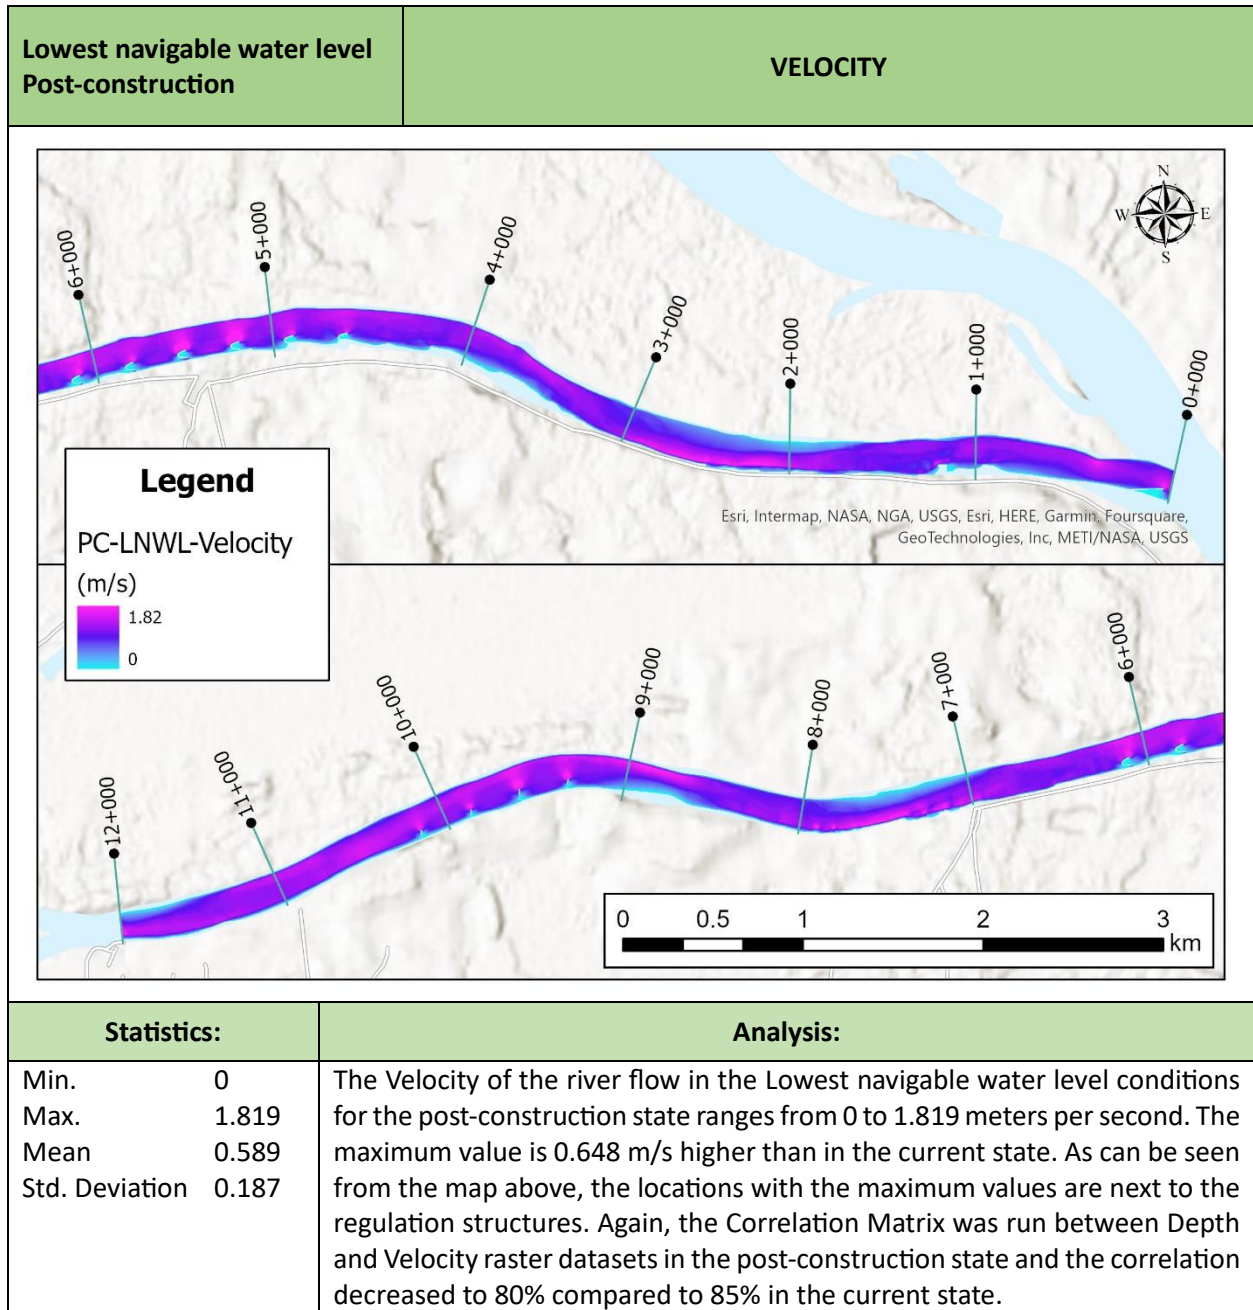 Lowest navigable water level
Post-construction
VELOCITY
N
W
E
S
6+000
5+000
4+000
3+000
2+000
1+000
0+000
Legend
PC-LNWL-Velocity
(m/s)
1.82
0
Esri, Intermap, NASA, NGA, USGS, Esri, HERE, Garmin, Foursquare,
GeoTechnologies, Inc, METI/NASA, USGS
12+000
11+000
10+000
9+000
8+000
7+000
6+000
0 0.5 1 2 3
km
Statistics:
Analysis:
Min. 0
Max. 1.819
Mean 0.589
Std. Deviation 0.187
The Velocity of the river flow in the Lowest navigable water level conditions
for the post-construction state ranges from 0 to 1.819 meters per second. The
maximum value is 0.648 m/s higher than in the current state. As can be seen
from the map above, the locations with the maximum values are next to the
regulation structures. Again, the Correlation Matrix was run between Depth
and Velocity raster datasets in the post-construction state and the correlation
decreased to 80% compared to 85% in the current state.